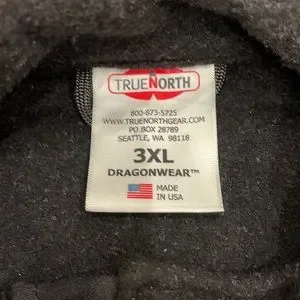 TRUENORTH
800-873-5725
WWW.TRUENORTHGEAR.COM
PO BOX 28789
SEATTLE, WA 98118
3XL
DRAGONWEAR™
MADE
IN USA